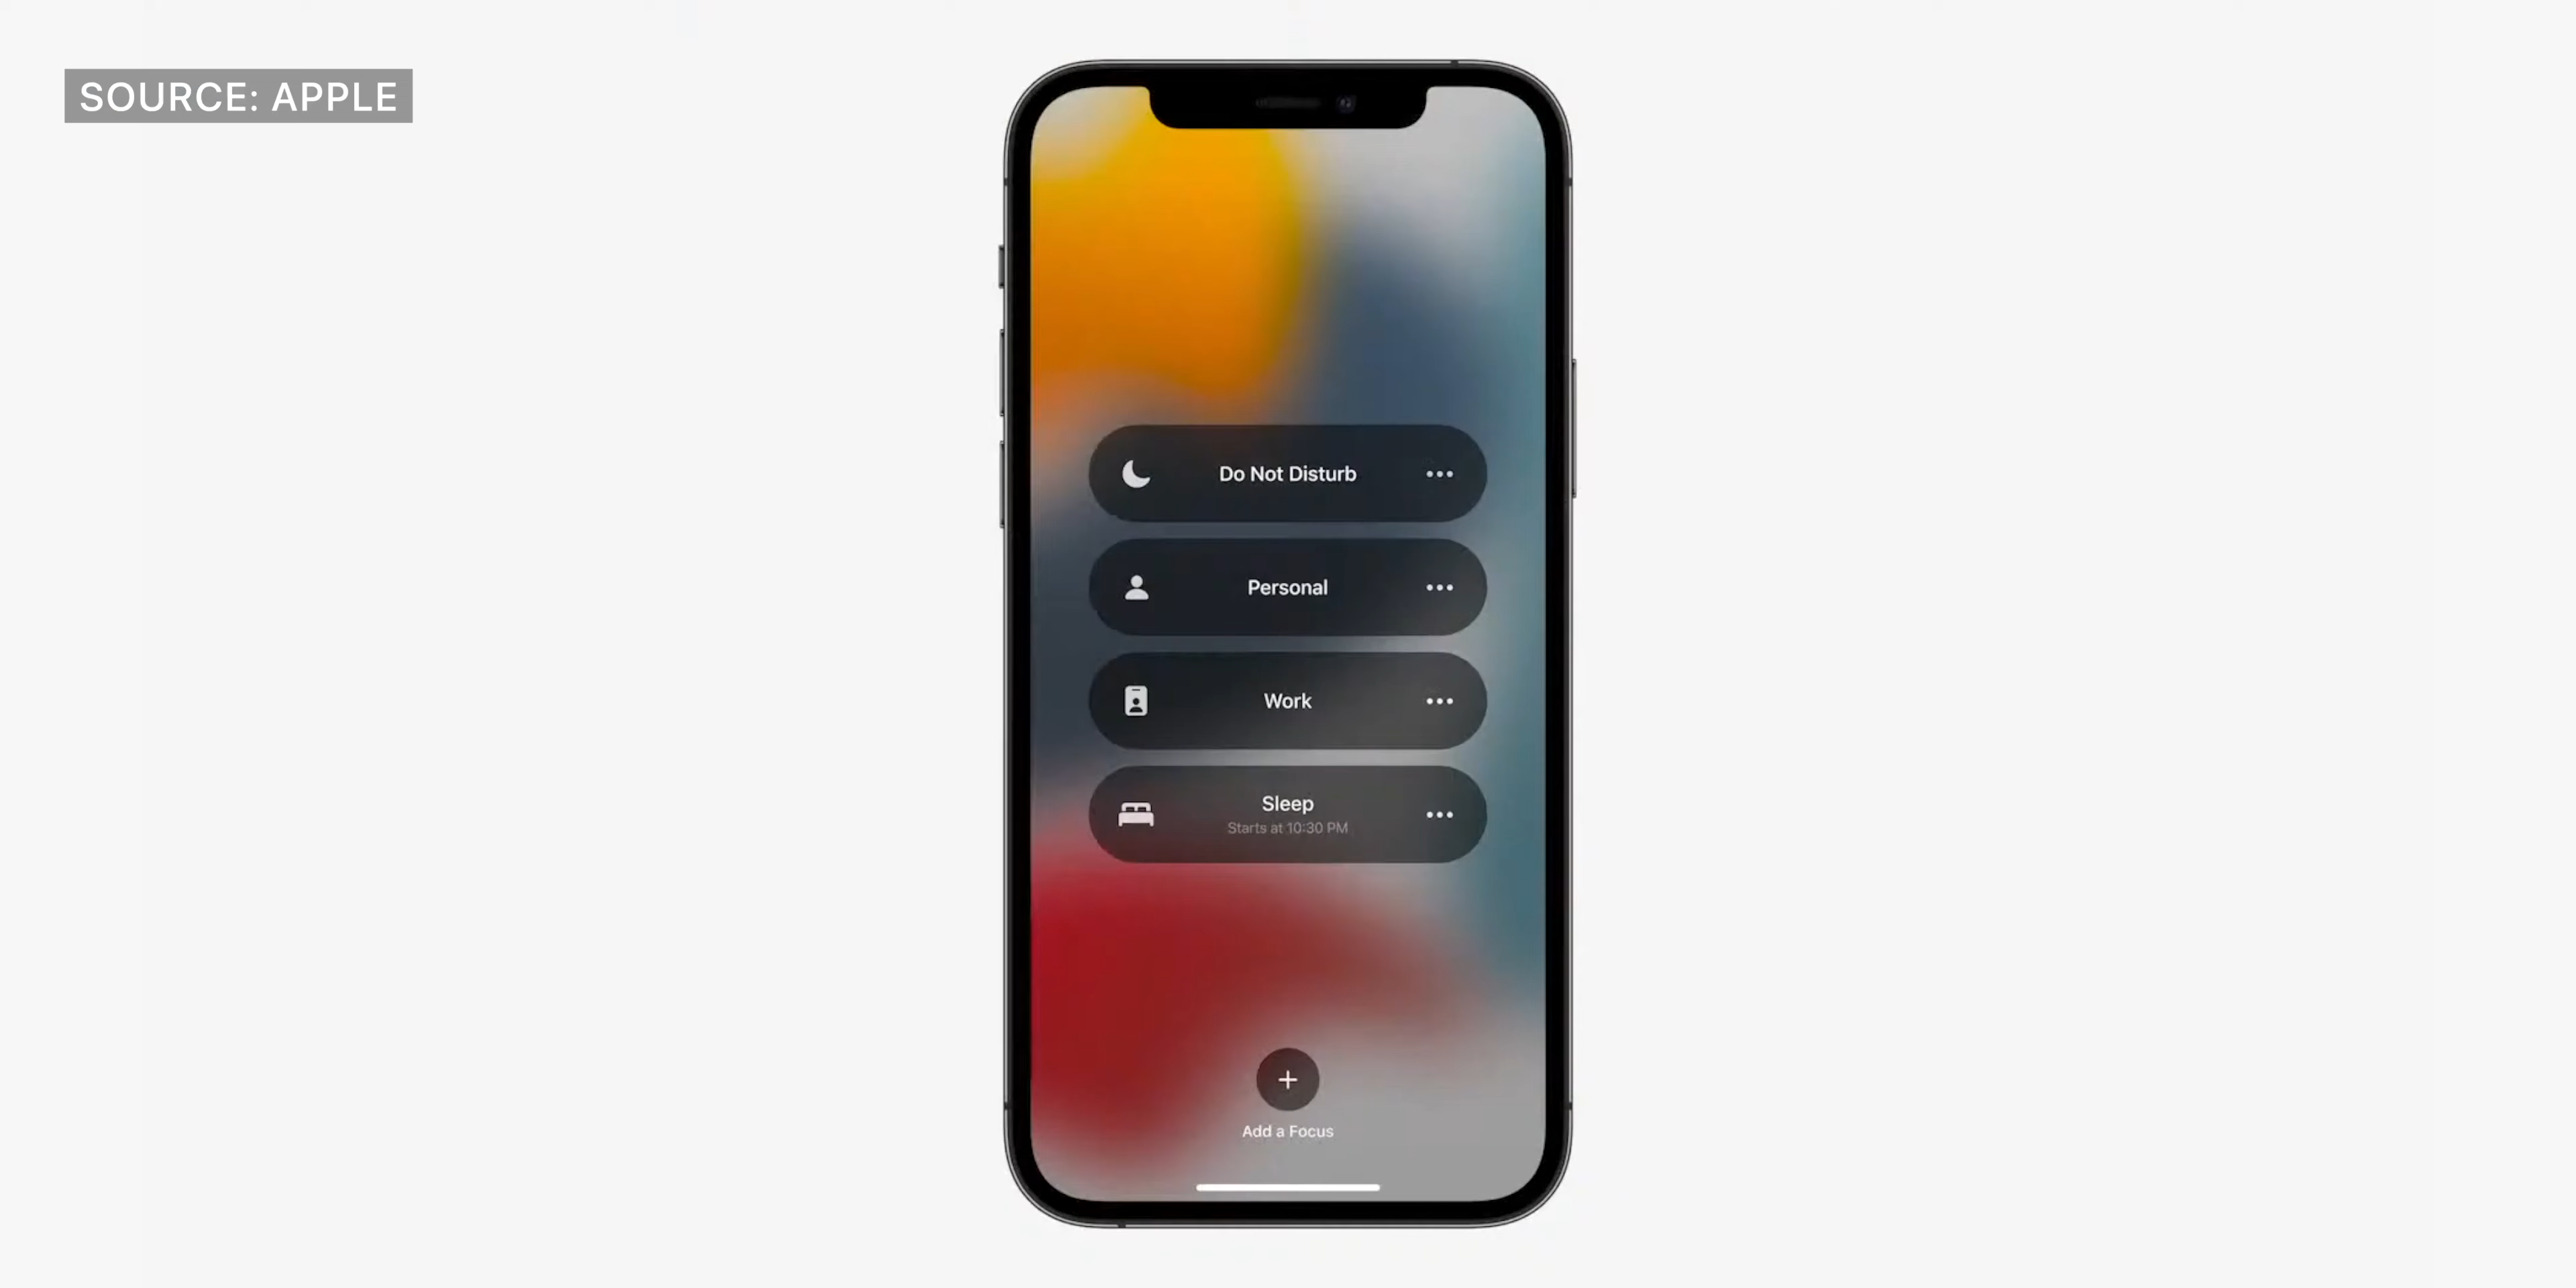 SOURCE: APPLE
Do Not Disturb
Personal
Work
Sleep
Starts at 10:30 PM
Add a Focus